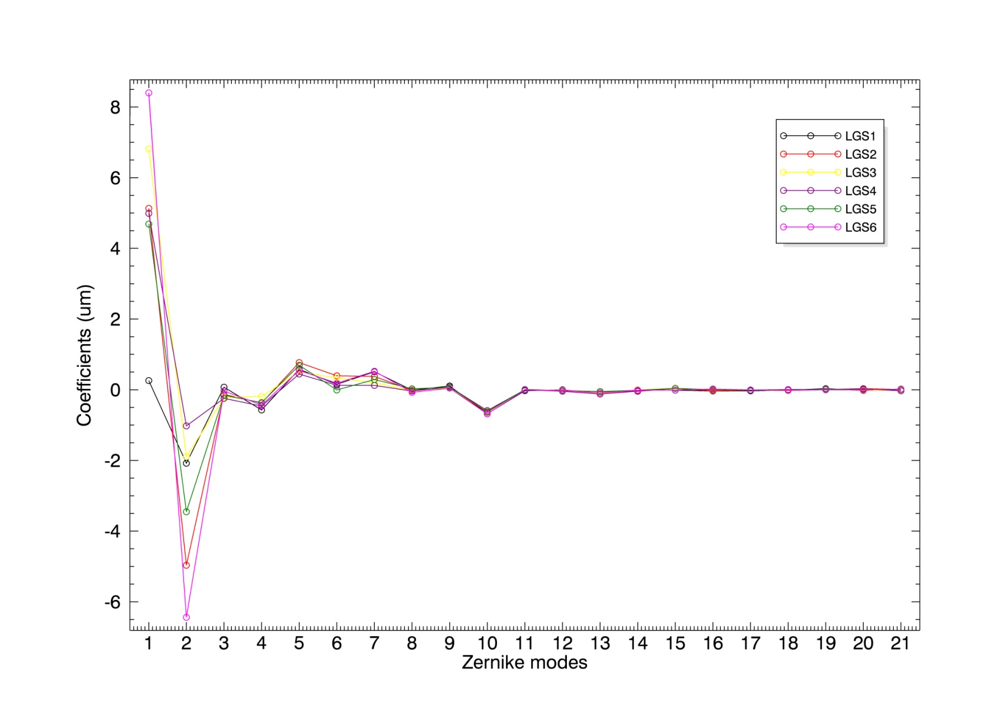 8
6
4
2
0
-2
-4
-6
Coefficients (um)
LGS1
LGS2
LGS3
LGS4
LGS5
LGS6
1 2 3 4 5 6 7 8 9 10 11 12 13 14 15 16 17 18 19 20 21
Zernike modes